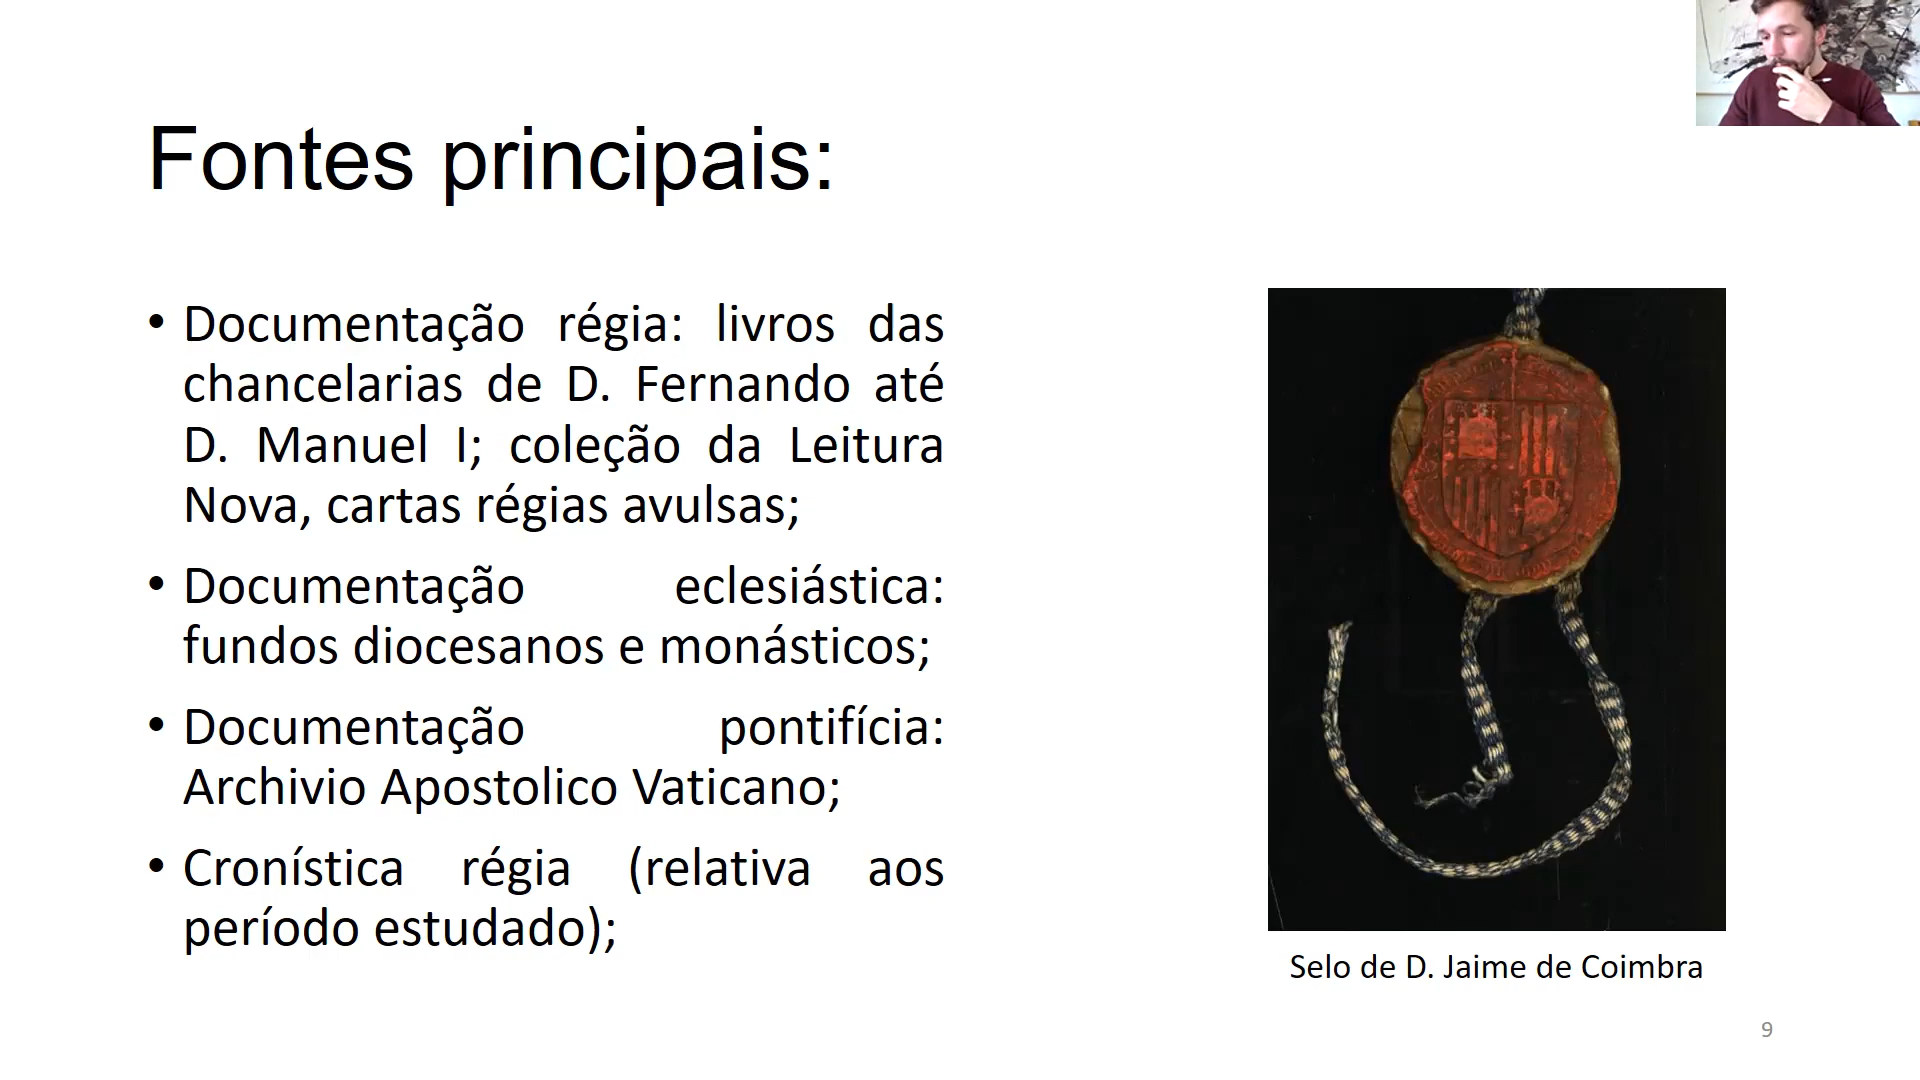 Fontes principais:
• Documentação régia: livros das
chancelarias de D. Fernando até
D. Manuel I; coleção da Leitura
Nova, cartas régias avulsas;
• Documentação eclesiástica:
fundos diocesanos e monásticos;
• Documentação pontifícia:
Archivio Apostolico Vaticano;
• Cronística régia (relativa aos
período estudado);
Selo de D. Jaime de Coimbra
9